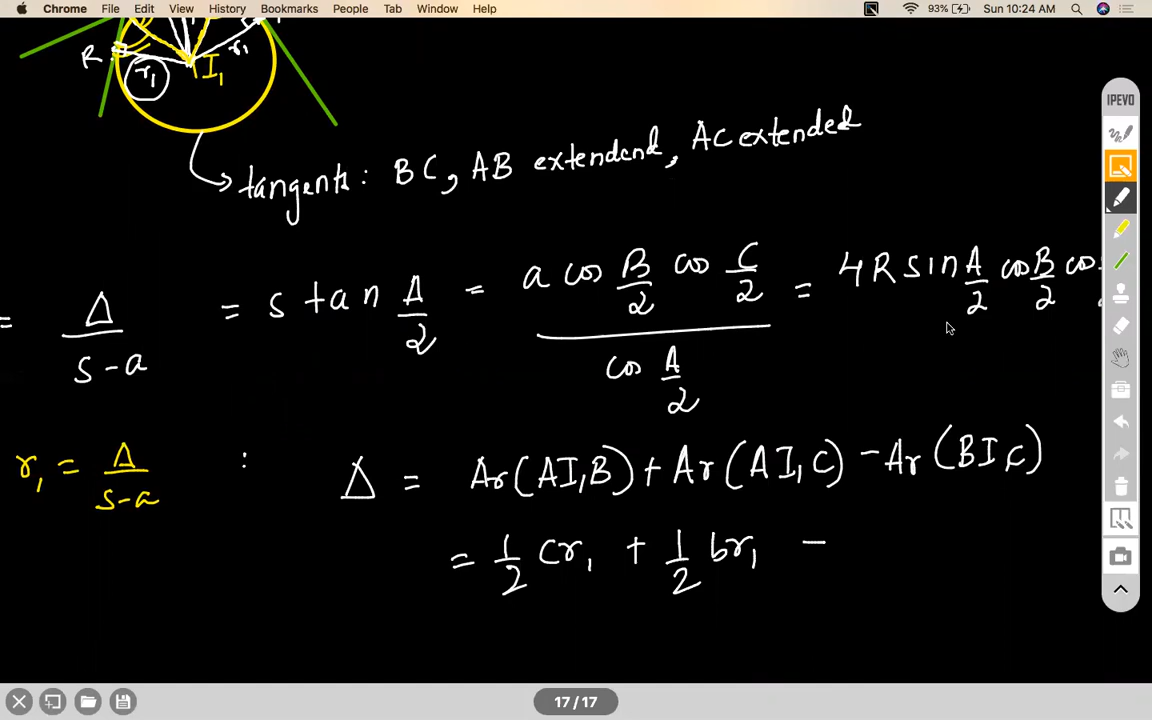 Chrome File Edit View History Bookmarks People Tab Window Help 93% Sun 10:24 AM
R r₁ I₁ r₁
tangents: BC, AB extendend, AC extended
IPEVO
= Δ/(s-a) = s tan A/2 = (a cos B/2 cos C/2)/(cos A/2) = 4R sin A/2 cos B/2 cos
r₁ = Δ/(s-a) : Δ = Ar(AI₁B) + Ar(AI₁C) - Ar(BI₁C)
= 1/2 cr₁ + 1/2 br₁ -
17/17